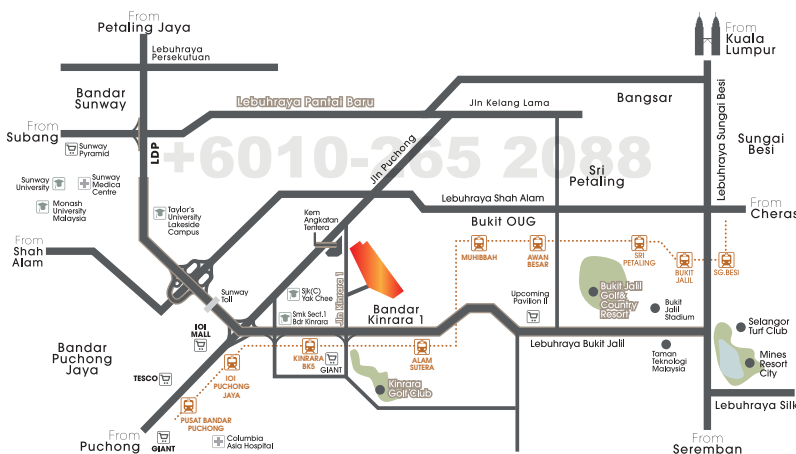 From
Petaling Jaya
Lebuhraya
Persekutuan
From
Kuala
Lumpur
Bandar
Sunway
Lebuhraya Pantai Baru
Jln Kelang Lama
Bangsar
Lebuhraya Sungai Besi
From
Subang
LDP
+6010-265 2088
Sungai
Besi
Sunway
Pyramid
Jln Puchong
Sri
Petaling
Sunway
University
Sunway
Medica
Centre
Monash
University
Malaysia
Taylor's
University
Lakeside
Campus
Lebuhraya Shah Alam
From
Cheras
Kem
Angkatan
Tentera
Bukit OUG
From
Shah
Alam
MUHIBBAH
AWAN
BESAR
SRI
PETALING
BUKIT
JALIL
SG.BESI
Sunway
Toll
Sjk(C)
Yak Chee
Jln Kinrara 1
Upcoming
Pavilion II
Bukit Jalil
Golf&
Country
Resort
Smk Sect.1
Bdr Kinrara
Bandar
Kinrara 1
Bukit
Jalil
Stadium
IOI
MALL
Selangor
Turf Club
Lebuhraya Bukit Jalil
Bandar
Puchong
Jaya
KINRARA
BK5
GIANT
ALAM
SUTERA
Taman
Teknologi
Malaysia
Mines
Resort
City
TESCO
IOI
PUCHONG
JAYA
Kinrara
Golf Club
Lebuhraya Silk
PUSAT BANDAR
PUCHONG
From
Puchong
GIANT
Columbia
Asia Hospital
From
Seremban